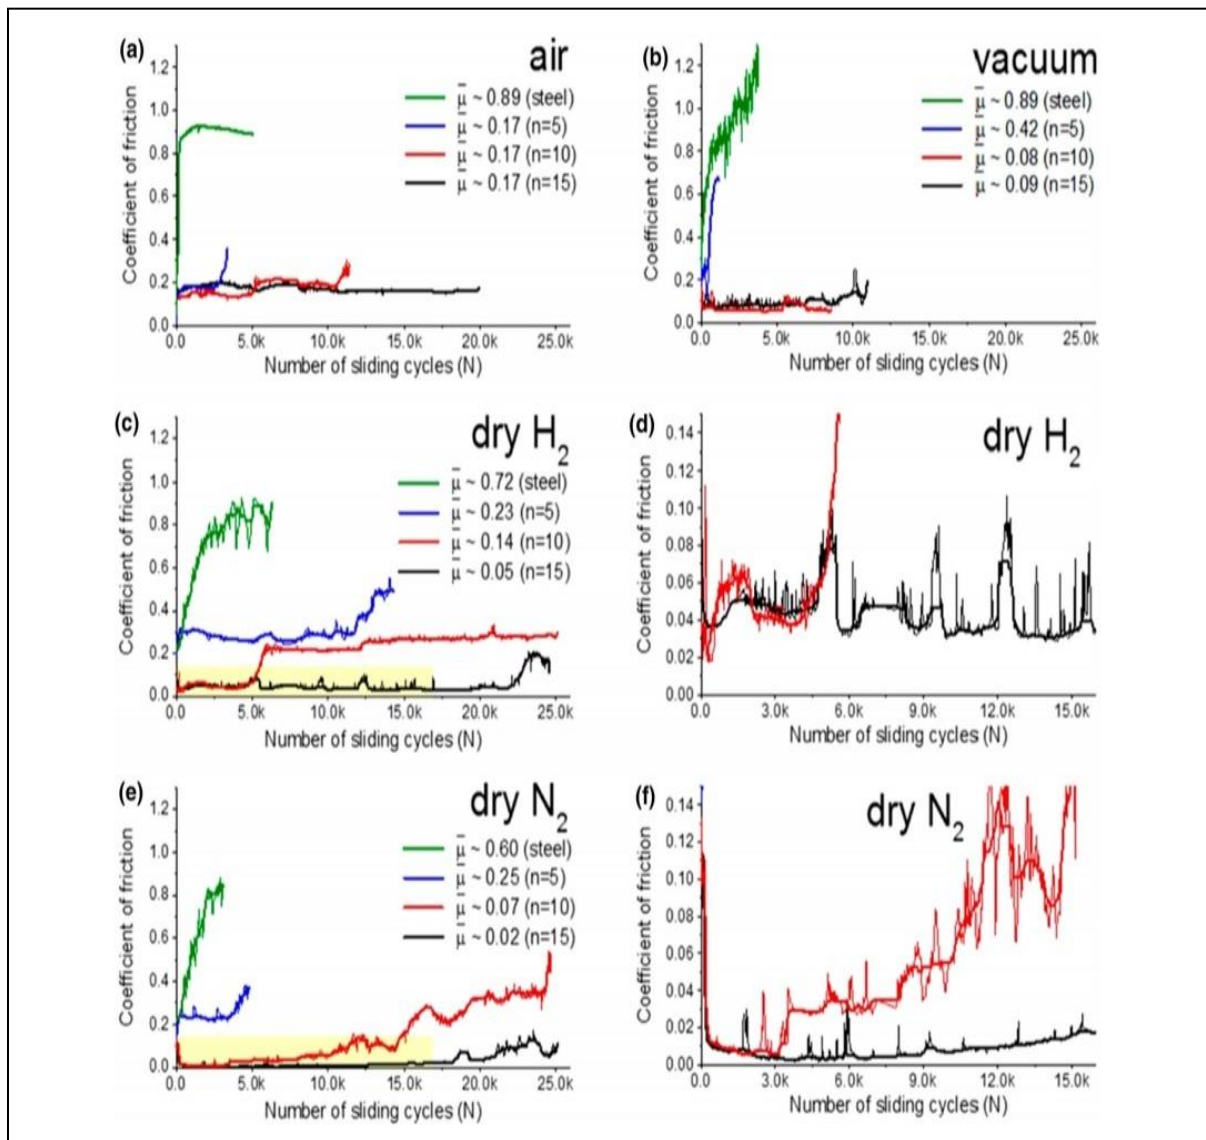 (a)
air
μ̄ ~ 0.89 (steel)
μ̄ ~ 0.17 (n=5)
μ̄ ~ 0.17 (n=10)
μ̄ ~ 0.17 (n=15)
Coefficient of friction
1.2
1.0
0.8
0.6
0.4
0.2
0.0
0.0 5.0k 10.0k 15.0k 20.0k 25.0k
Number of sliding cycles (N)
(b)
vacuum
μ̄ ~ 0.89 (steel)
μ̄ ~ 0.42 (n=5)
μ̄ ~ 0.08 (n=10)
μ̄ ~ 0.09 (n=15)
Coefficient of friction
1.2
1.0
0.8
0.6
0.4
0.2
0.0
0.0 5.0k 10.0k 15.0k 20.0k 25.0k
Number of sliding cycles (N)
(c)
dry H₂
μ̄ ~ 0.72 (steel)
μ̄ ~ 0.23 (n=5)
μ̄ ~ 0.14 (n=10)
μ̄ ~ 0.05 (n=15)
Coefficient of friction
1.2
1.0
0.8
0.6
0.4
0.2
0.0
0.0 5.0k 10.0k 15.0k 20.0k 25.0k
Number of sliding cycles (N)
(d)
dry H₂
Coefficient of friction
0.14
0.12
0.10
0.08
0.06
0.04
0.02
0.00
0.0 3.0k 6.0k 9.0k 12.0k 15.0k
Number of sliding cycles (N)
(e)
dry N₂
μ̄ ~ 0.60 (steel)
μ̄ ~ 0.25 (n=5)
μ̄ ~ 0.07 (n=10)
μ̄ ~ 0.02 (n=15)
Coefficient of friction
1.2
1.0
0.8
0.6
0.4
0.2
0.0
0.0 5.0k 10.0k 15.0k 20.0k 25.0k
Number of sliding cycles (N)
(f)
dry N₂
Coefficient of friction
0.14
0.12
0.10
0.08
0.06
0.04
0.02
0.00
0.0 3.0k 6.0k 9.0k 12.0k 15.0k
Number of sliding cycles (N)